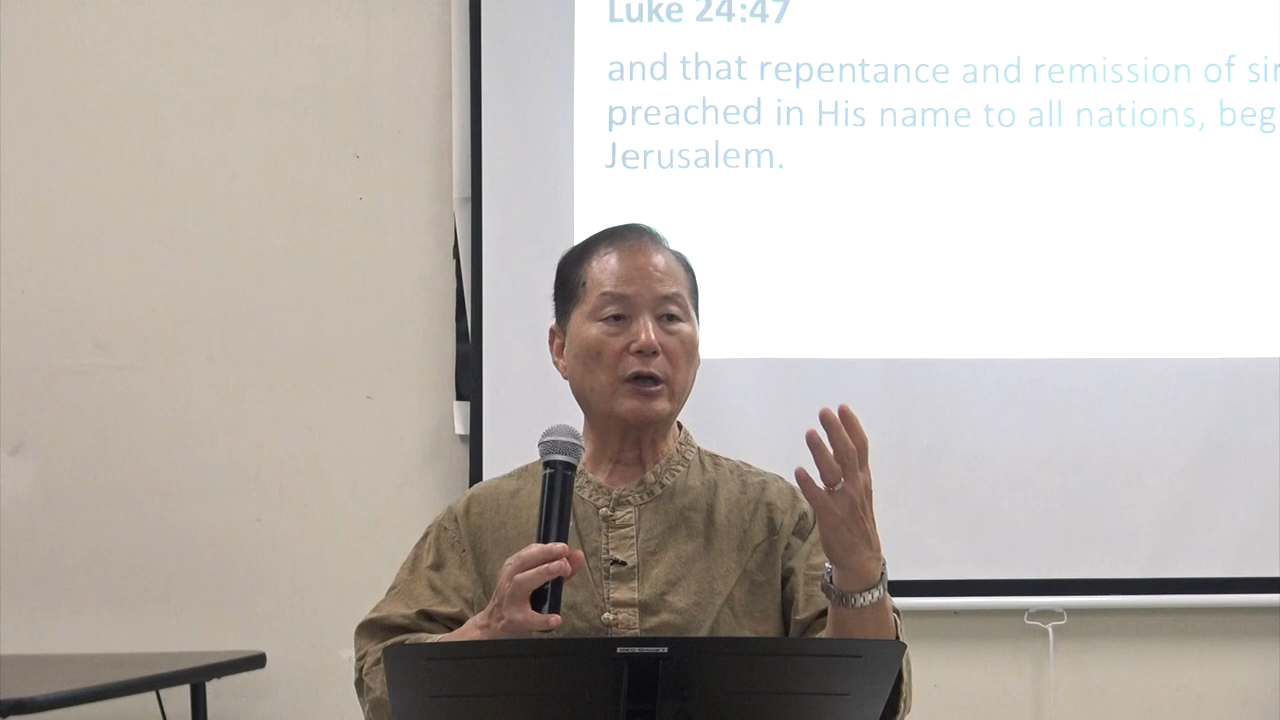 Luke 24:47
and that repentance and remission of
preached in His name to all nations,
Jerusalem.